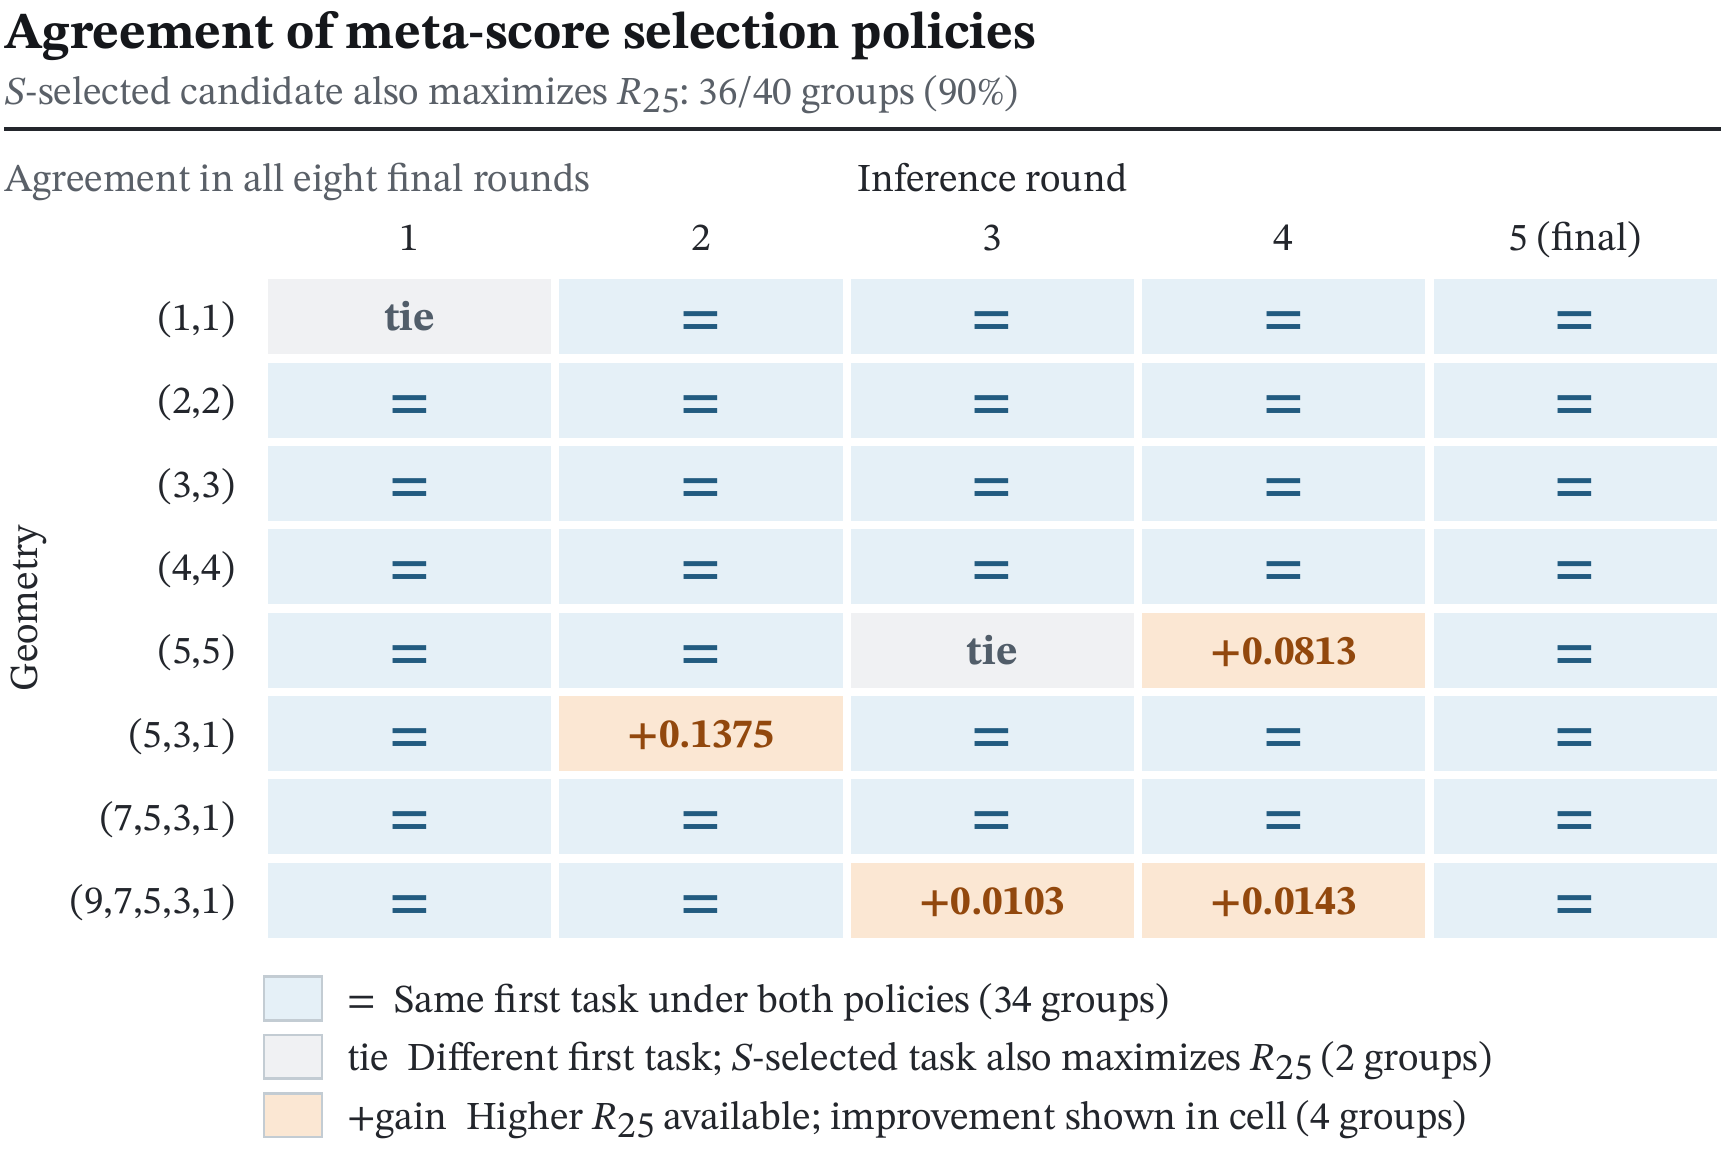 Agreement of meta-score selection policies
S-selected candidate also maximizes R25: 36/40 groups (90%)
Agreement in all eight final rounds
Inference round
1 2 3 4 5 (final)
Geometry
(1,1) tie = = = =
(2,2) = = = = =
(3,3) = = = = =
(4,4) = = = = =
(5,5) = = tie +0.0813 =
(5,3,1) = +0.1375 = = =
(7,5,3,1) = = = = =
(9,7,5,3,1) = = +0.0103 +0.0143 =
= Same first task under both policies (34 groups)
tie Different first task; S-selected task also maximizes R25 (2 groups)
+gain Higher R25 available; improvement shown in cell (4 groups)